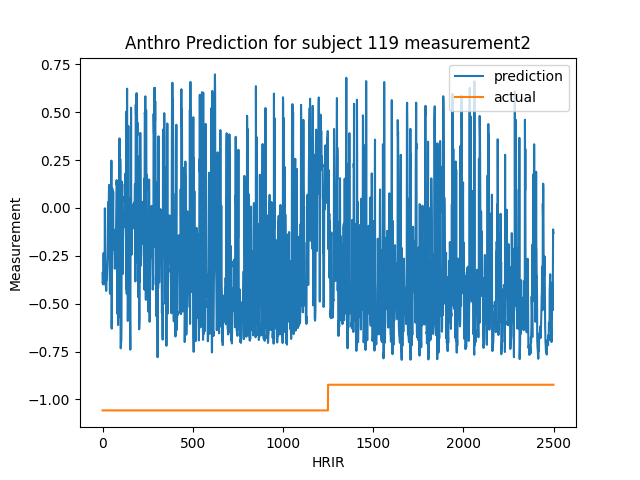 Anthro Prediction for subject 119 measurement2
prediction
actual
Measurement
0.75
0.50
0.25
0.00
−0.25
−0.50
−0.75
−1.00
0
500
1000
1500
2000
2500
HRIR